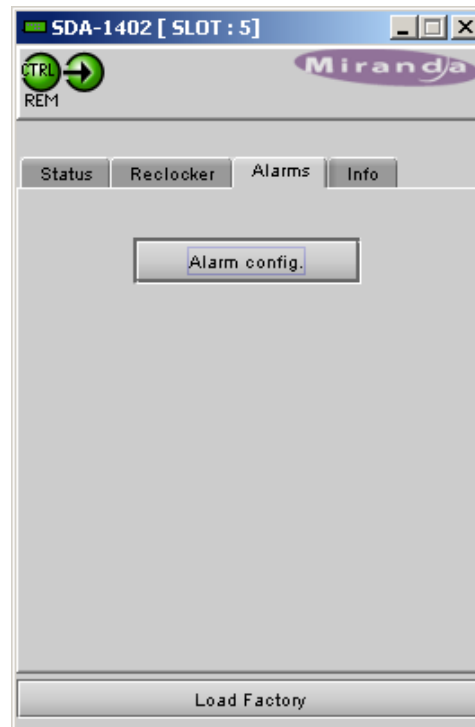 SDA-1402 [ SLOT : 5]
CTRL
REM
Miranda
Status Reclocker Alarms Info
Alarm config.
Load Factory